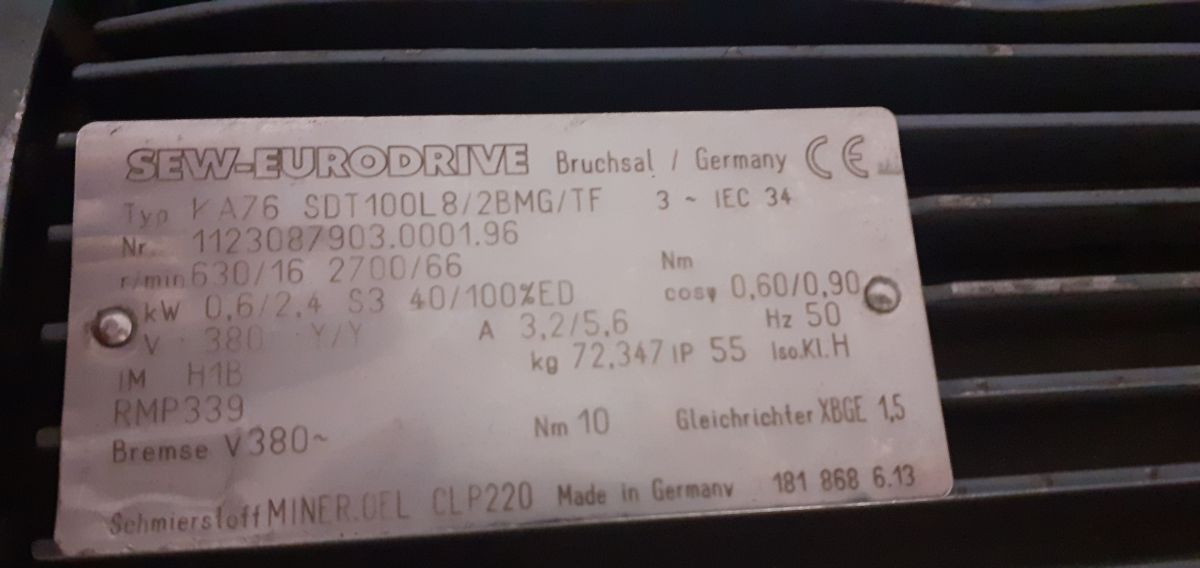 SEW-EURODRIVE Bruchsal / Germany CE
Typ KA76 SDT100L8/2BMG/TF 3 ~ IEC 34
Nr. 1123087903.0001.96
r/min 630/16 2700/66 Nm
kW 0,6/2,4 S3 40/100%ED cosφ 0,60/0,90
V 380 Y/Y A 3,2/5,6 Hz 50
IM H1B kg 72,347 IP 55 Iso.Kl. H
RMP339
Bremse V 380~ Nm 10 Gleichrichter XBGE 1,5
Schmierstoff MINER.OEL CLP220 Made in Germany 181 868 6.13